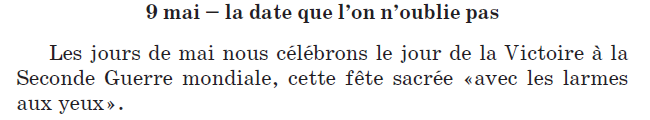 9 mai – la date que l’on n’oublie pas
Les jours de mai nous célébrons le jour de la Victoire à la
Seconde Guerre mondiale, cette fête sacrée «avec les larmes
aux yeux».